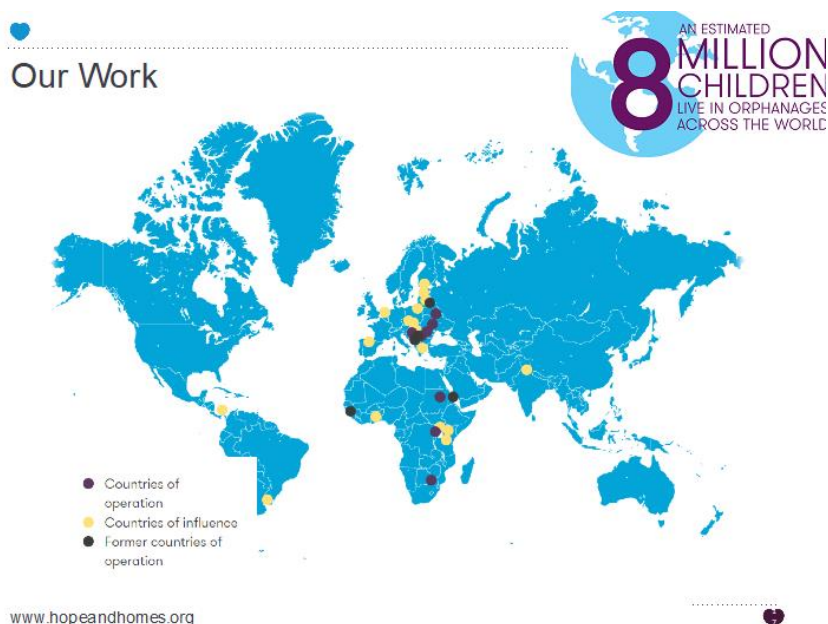 AN ESTIMATED
8 MILLION
CHILDREN
LIVE IN ORPHANAGES
ACROSS THE WORLD
Our Work
Countries of
operation
Countries of influence
Former countries of
operation
www.hopeandhomes.org